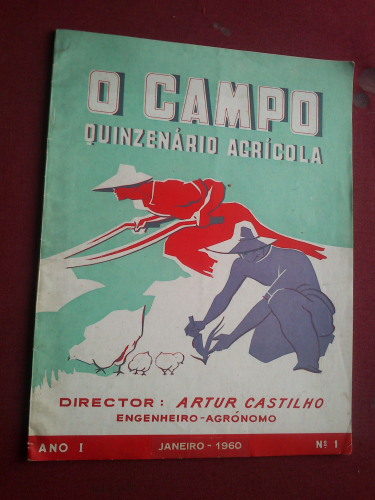 O CAMPO
QUINZENÁRIO AGRÍCOLA
DIRECTOR: ARTUR CASTILHO
ENGENHEIRO-AGRÓNOMO
ANO I JANEIRO-1960 Nº 1